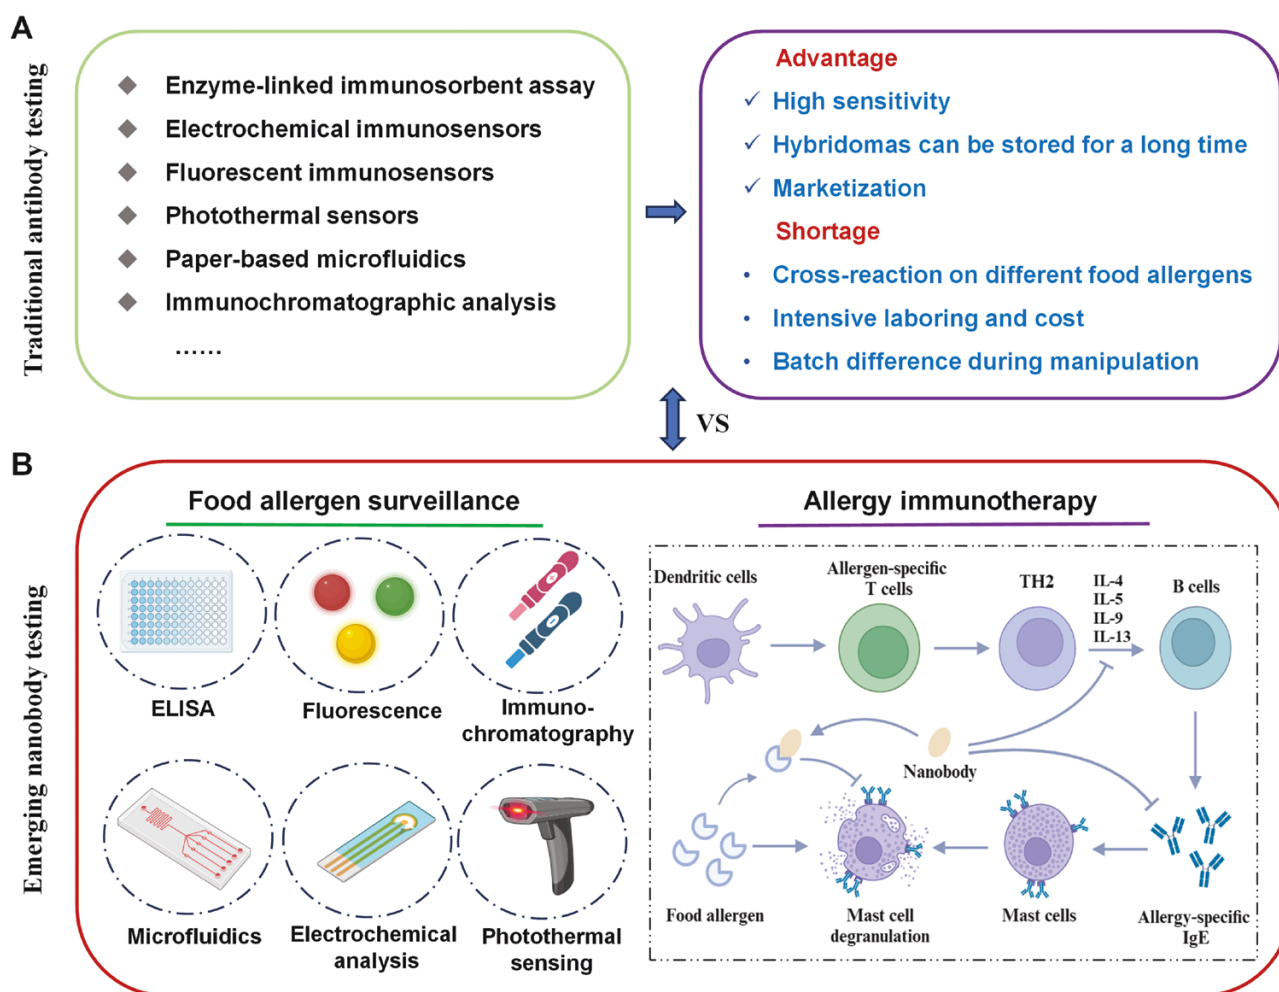 A
Traditional antibody testing
Enzyme-linked immunosorbent assay
Electrochemical immunosensors
Fluorescent immunosensors
Photothermal sensors
Paper-based microfluidics
Immunochromatographic analysis
......
Advantage
✓ High sensitivity
✓ Hybridomas can be stored for a long time
✓ Marketization
Shortage
• Cross-reaction on different food allergens
• Intensive laboring and cost
• Batch difference during manipulation
VS
B
Emerging nanobody testing
Food allergen surveillance
ELISA
Fluorescence
Immuno-
chromatography
Microfluidics
Electrochemical
analysis
Photothermal
sensing
Allergy immunotherapy
Dendritic cells
Allergen-specific
T cells
TH2
IL-4
IL-5
IL-9
IL-13
B cells
Nanobody
Food allergen
Mast cell
degranulation
Mast cells
Allergy-specific
IgE